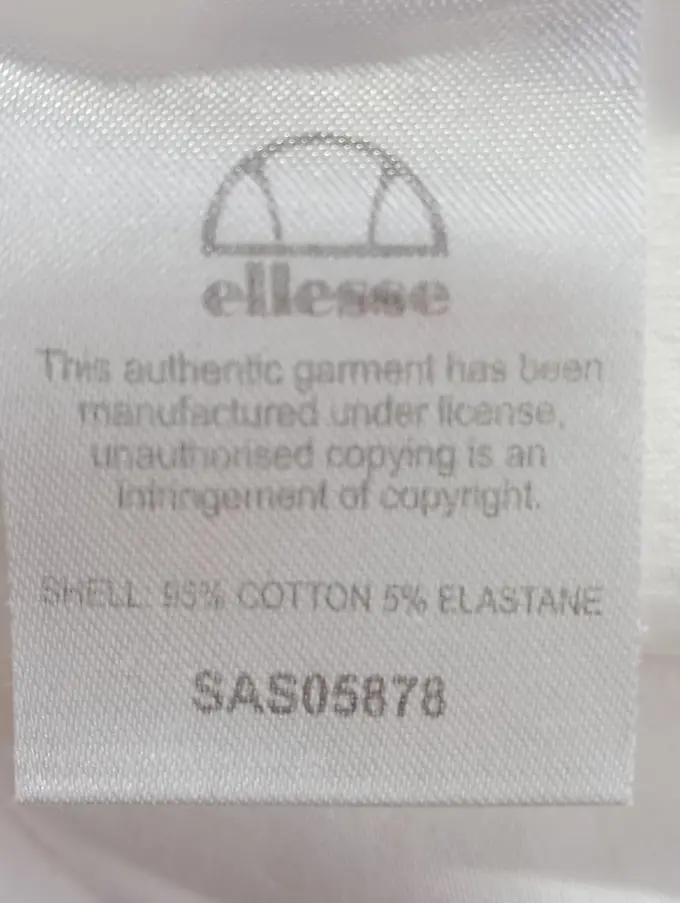 ellesse
This authentic garment has been
manufactured under license,
unauthorised copying is an
infringement of copyright.
SHELL: 95% COTTON 5% ELASTANE
SAS05878